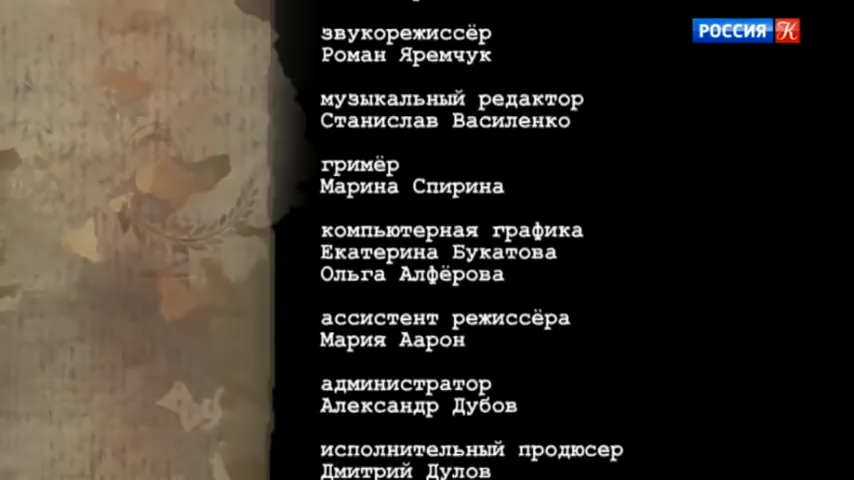 РОССИЯ К
звукорежиссёр
Роман Яремчук
музыкальный редактор
Станислав Василенко
гримёр
Марина Спирина
компьютерная графика
Екатерина Букатова
Ольга Алфёрова
ассистент режиссёра
Мария Аарон
администратор
Александр Дубов
исполнительный продюсер
Дмитрий Дулов